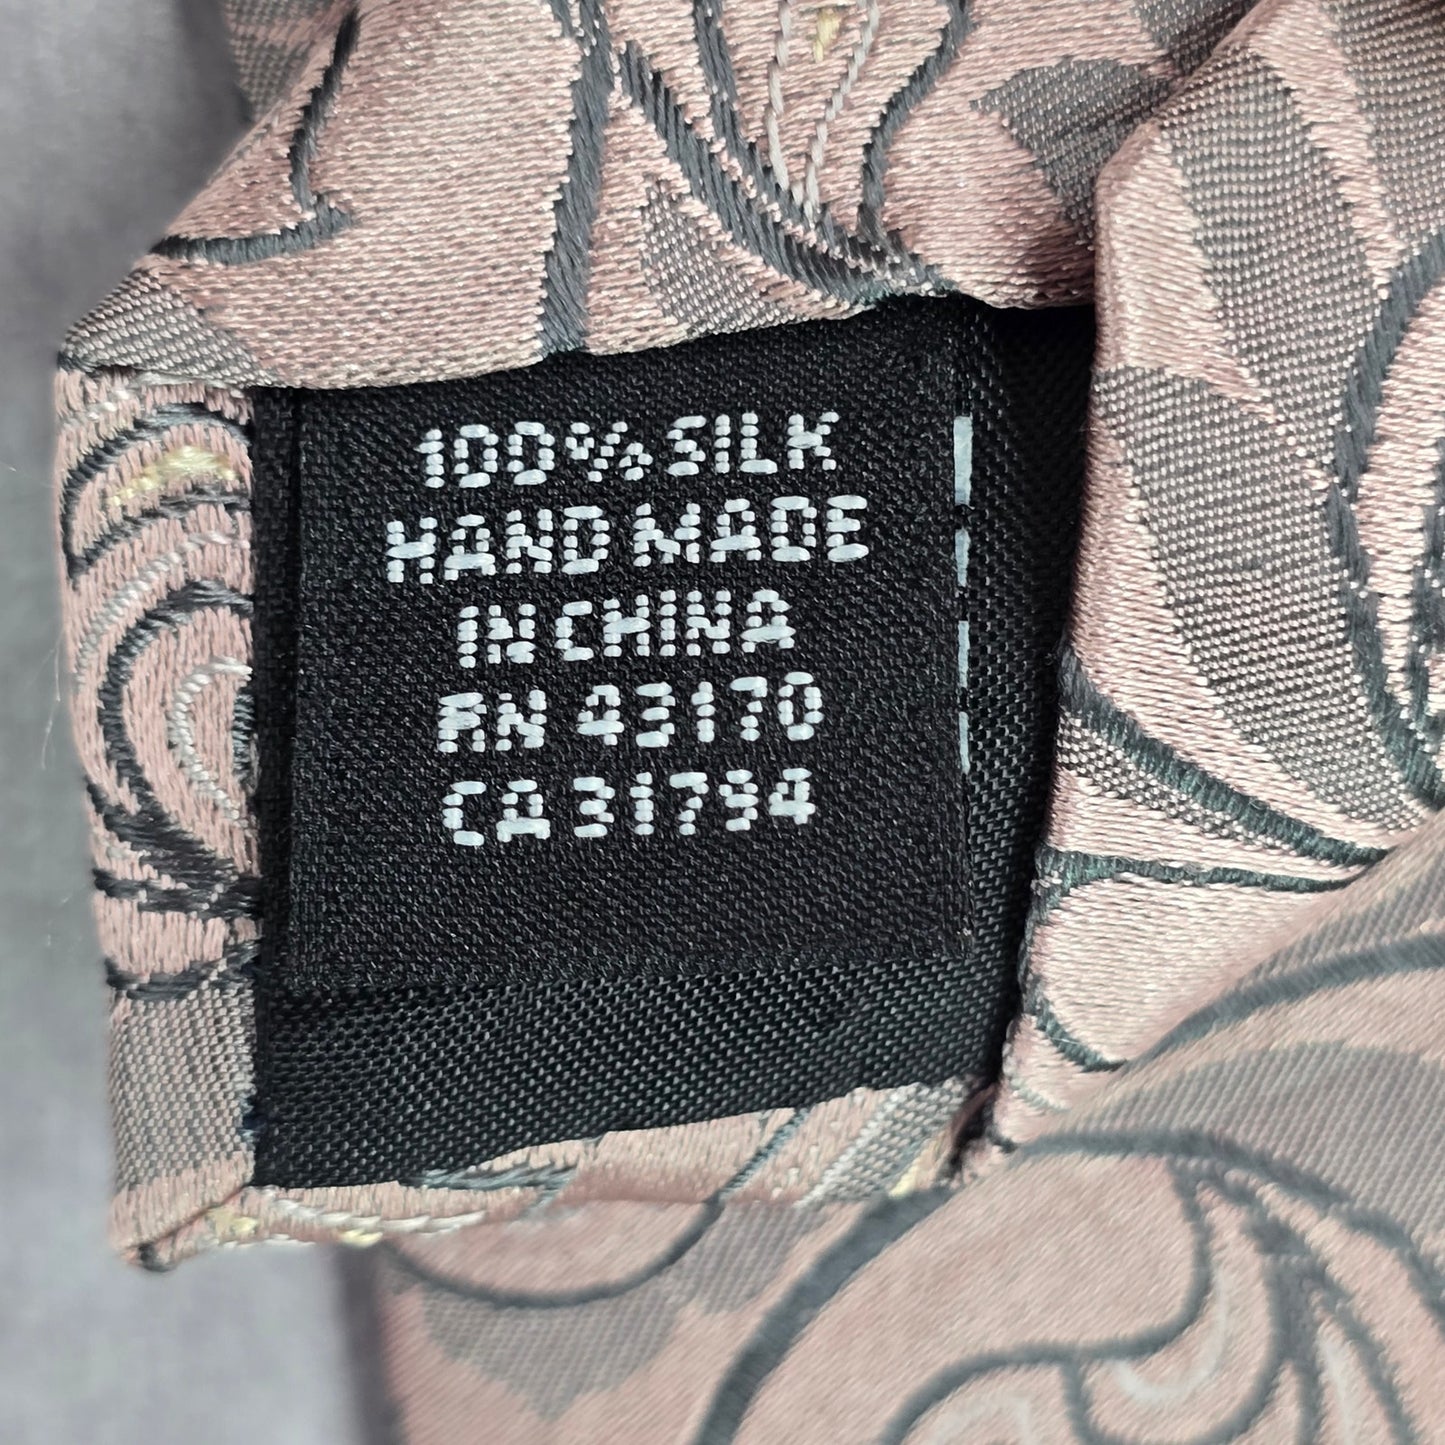 100% SILK
HAND MADE
IN CHINA
RN 43170
CA 31794